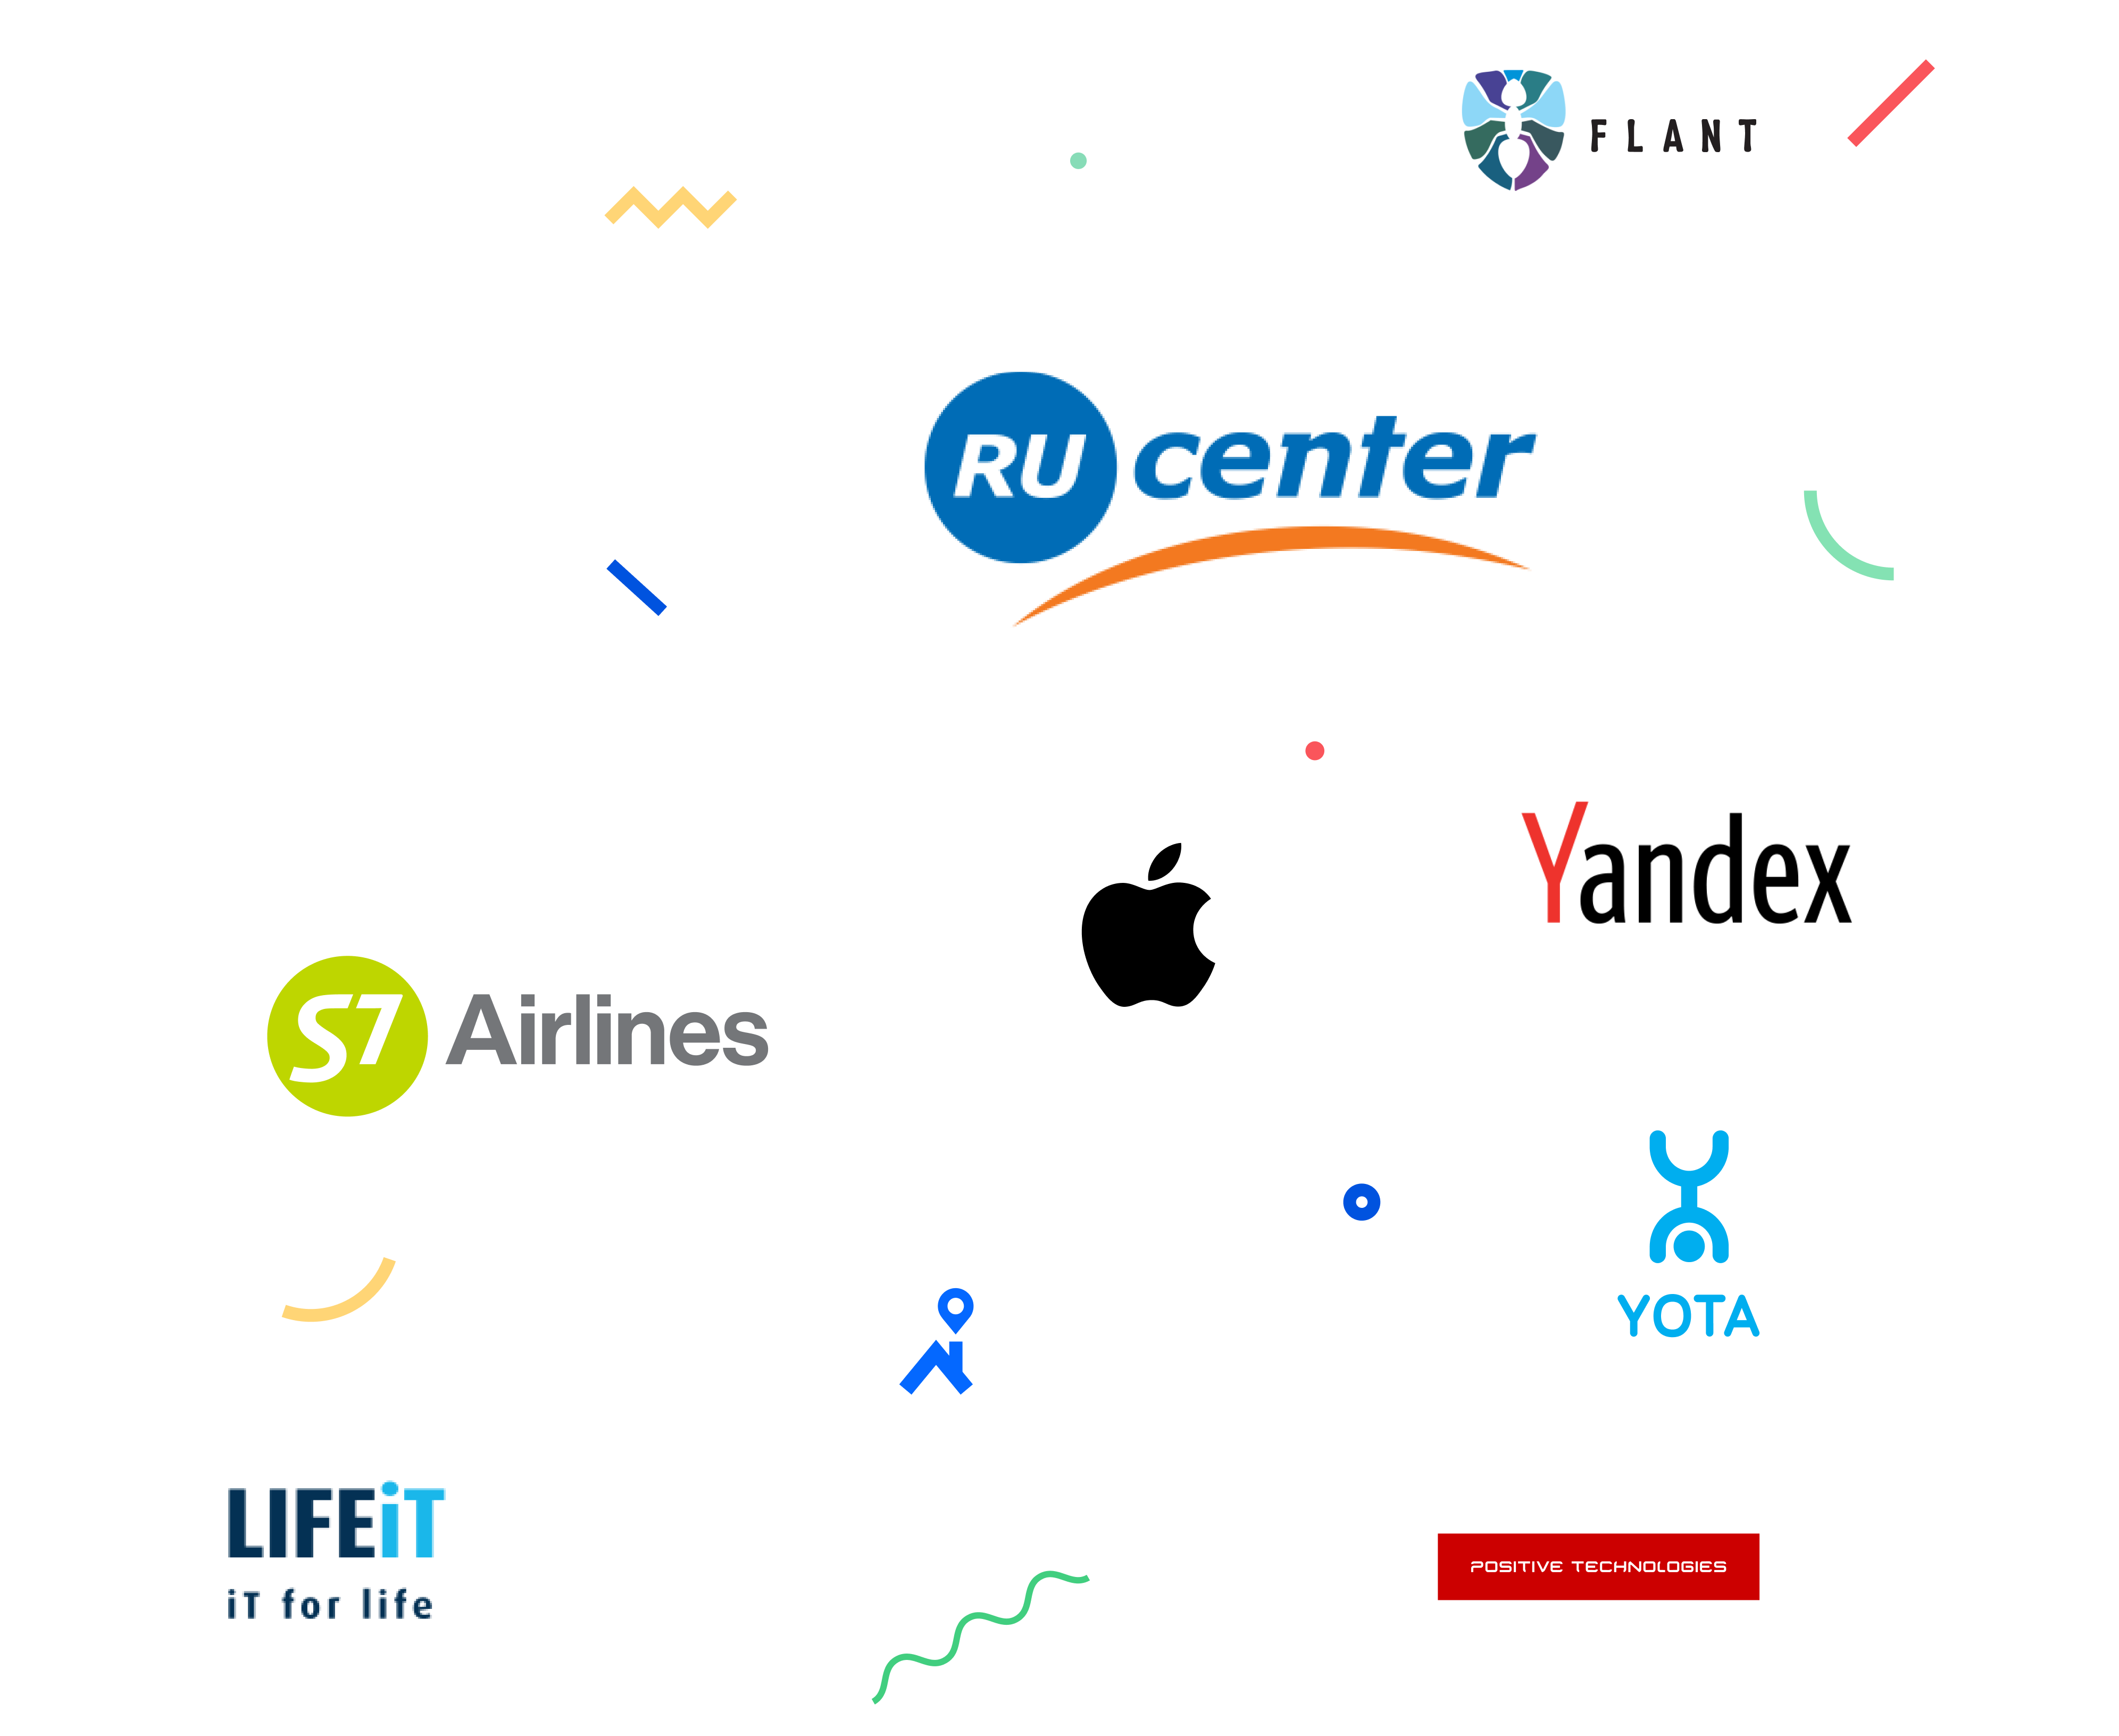 FLANT
RU center
Yandex
S7 Airlines
YOTA
LIFEiT
iT for life
POSITIVE TECHNOLOGIES